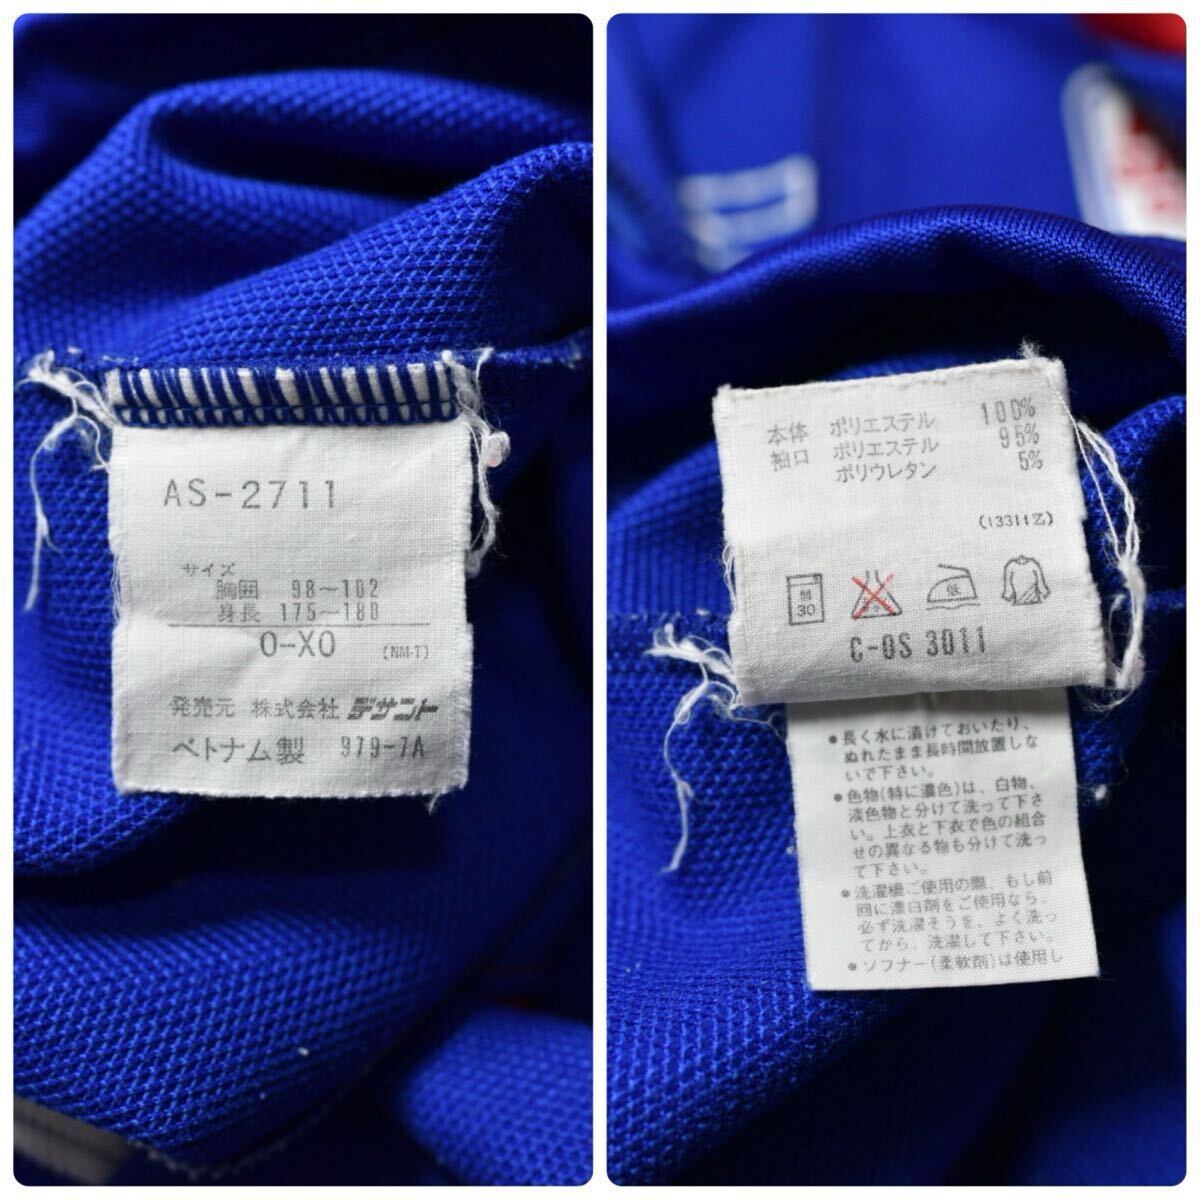 AS-2711
サイズ
胸囲 98〜102
身長 175〜180
O-XO (NM-T)
発売元 株式会社 デサント
ベトナム製 979-7A
本体 ポリエステル 100%
袖口 ポリエステル 95%
ポリウレタン 5%
(13311乙)
30
低
C-OS 3011
●長く水に漬けておいたり、
ぬれたまま長時間放置しな
いで下さい。
●色物(特に濃色)は、白物、
淡色物と分けて洗って下さ
い。上衣と下衣で色の組合
せの異なる物も分けて洗っ
て下さい。
●洗濯機ご使用の際、もし前
回に漂白剤をご使用なら、
必ず洗濯そうを、よく洗っ
てから、洗濯して下さい。
●ソフナー(柔軟剤)は使用し